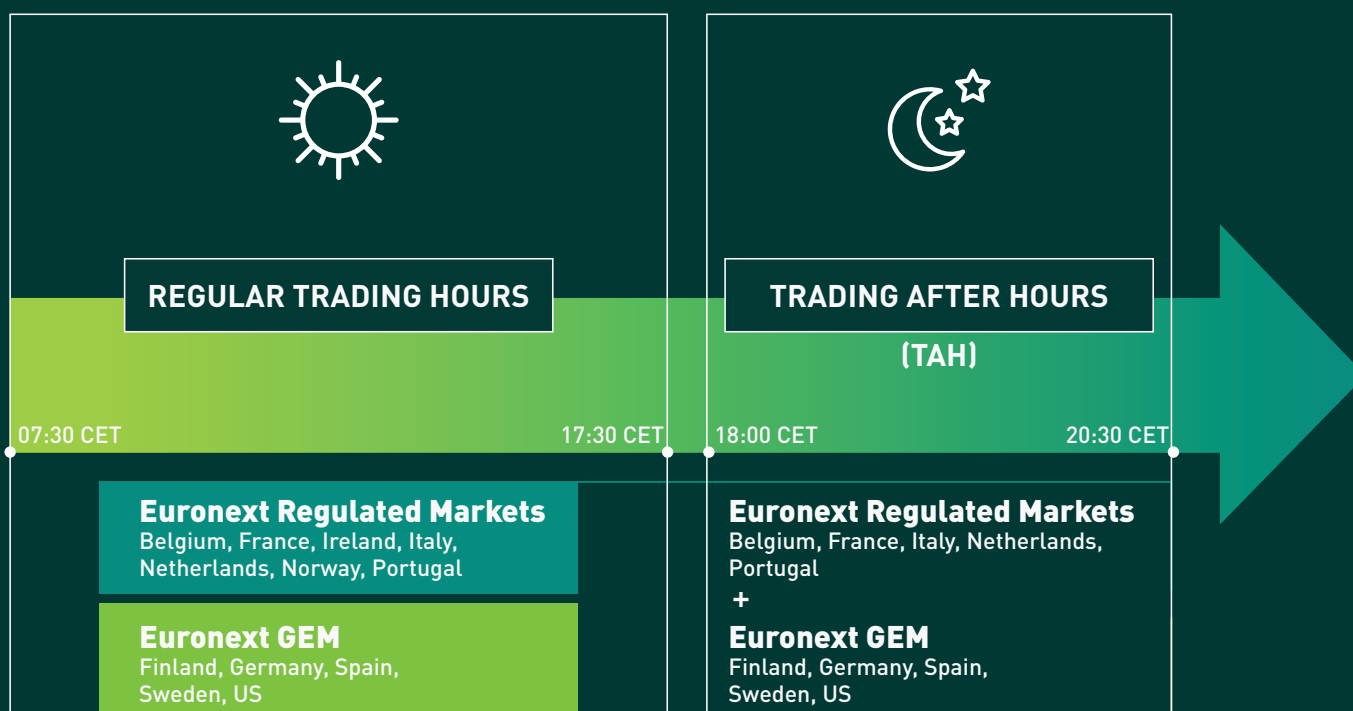 REGULAR TRADING HOURS
TRADING AFTER HOURS
(TAH)
07:30 CET
17:30 CET
18:00 CET
20:30 CET
Euronext Regulated Markets
Belgium, France, Ireland, Italy,
Netherlands, Norway, Portugal
Euronext GEM
Finland, Germany, Spain,
Sweden, US
Euronext Regulated Markets
Belgium, France, Italy, Netherlands,
Portugal
+
Euronext GEM
Finland, Germany, Spain,
Sweden, US